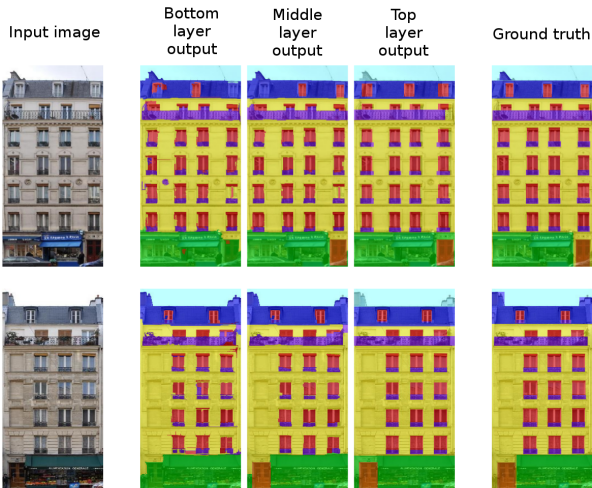 Input image
Bottom
layer
output
Middle
layer
output
Top
layer
output
Ground truth